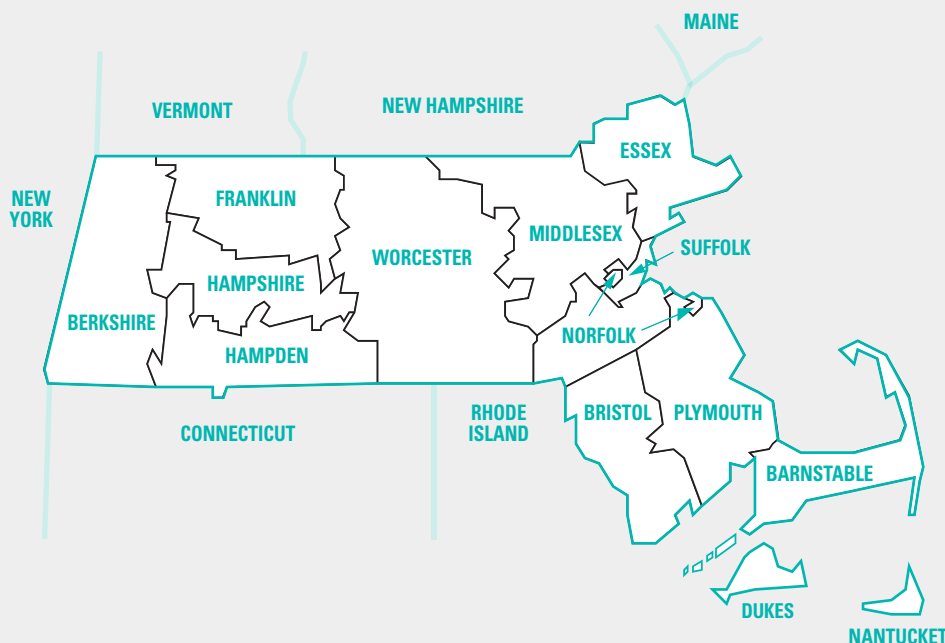 MAINE
VERMONT
NEW HAMPSHIRE
ESSEX
NEW
YORK
FRANKLIN
MIDDLESEX
SUFFOLK
WORCESTER
HAMPSHIRE
BERKSHIRE
NORFOLK
HAMPDEN
RHODE
ISLAND
BRISTOL
PLYMOUTH
CONNECTICUT
BARNSTABLE
DUKES
NANTUCKET